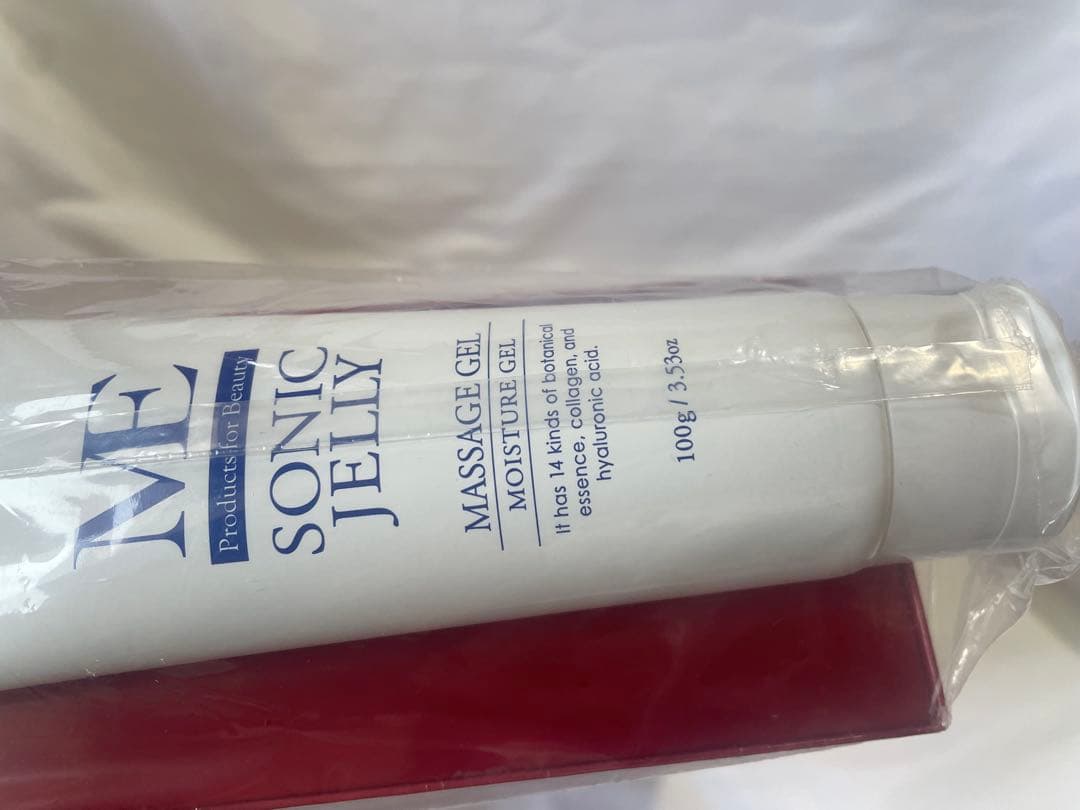 ME
Products for Beauty
SONIC
JELLY
MASSAGE GEL
MOISTURE GEL
It has 14 kinds of botanical
essence, collagen, and
hyaluronic acid.
100g / 3.53oz